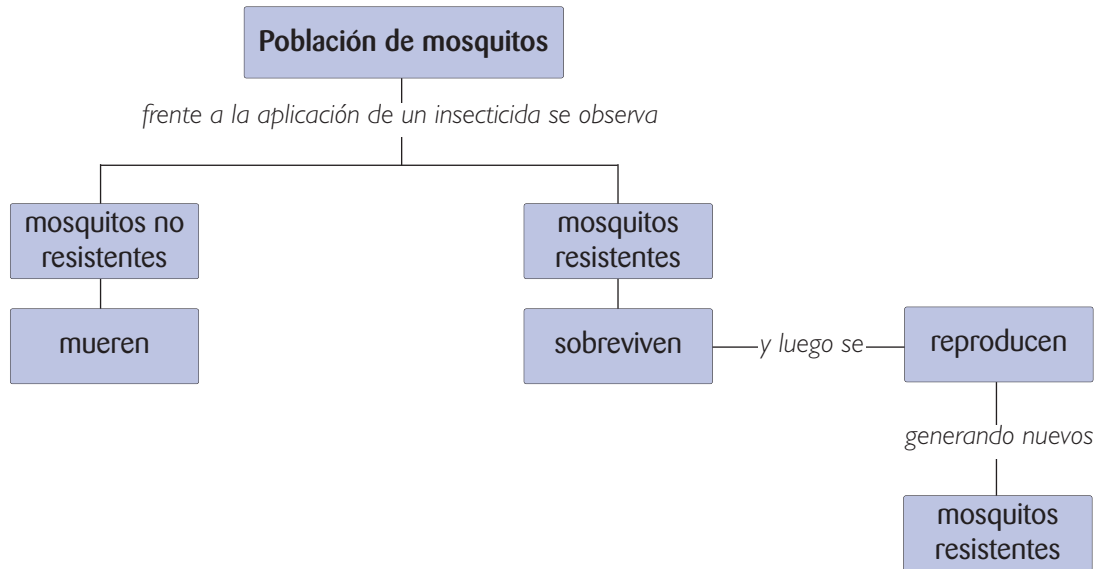 Población de mosquitos
frente a la aplicación de un insecticida se observa
mosquitos no
resistentes
mosquitos
resistentes
mueren
sobreviven
y luego se
reproducen
generando nuevos
mosquitos
resistentes